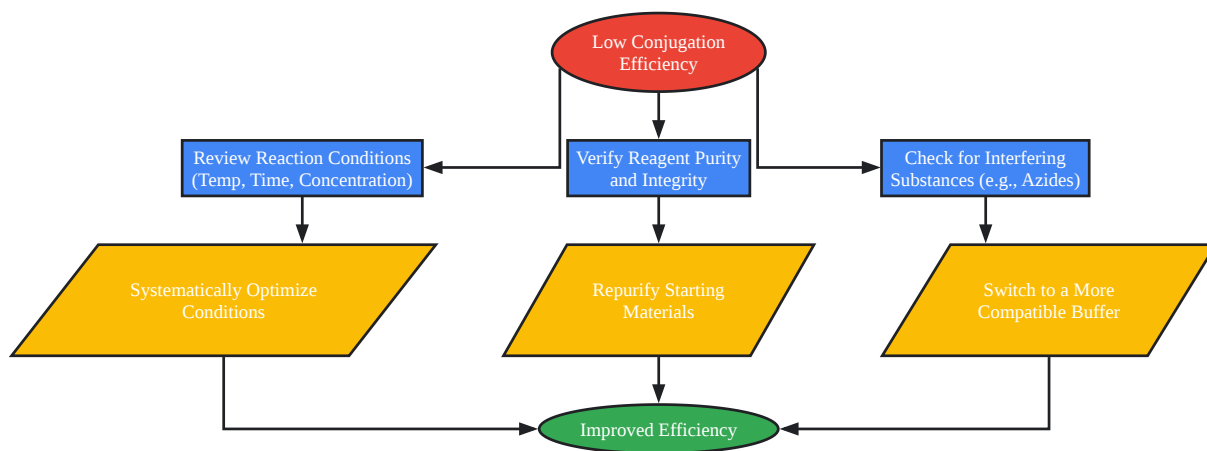 Low Conjugation
Efficiency
Review Reaction Conditions
(Temp, Time, Concentration)
Verify Reagent Purity
and Integrity
Check for Interfering
Substances (e.g., Azides)
Systematically Optimize
Conditions
Repurify Starting
Materials
Switch to a More
Compatible Buffer
Improved Efficiency